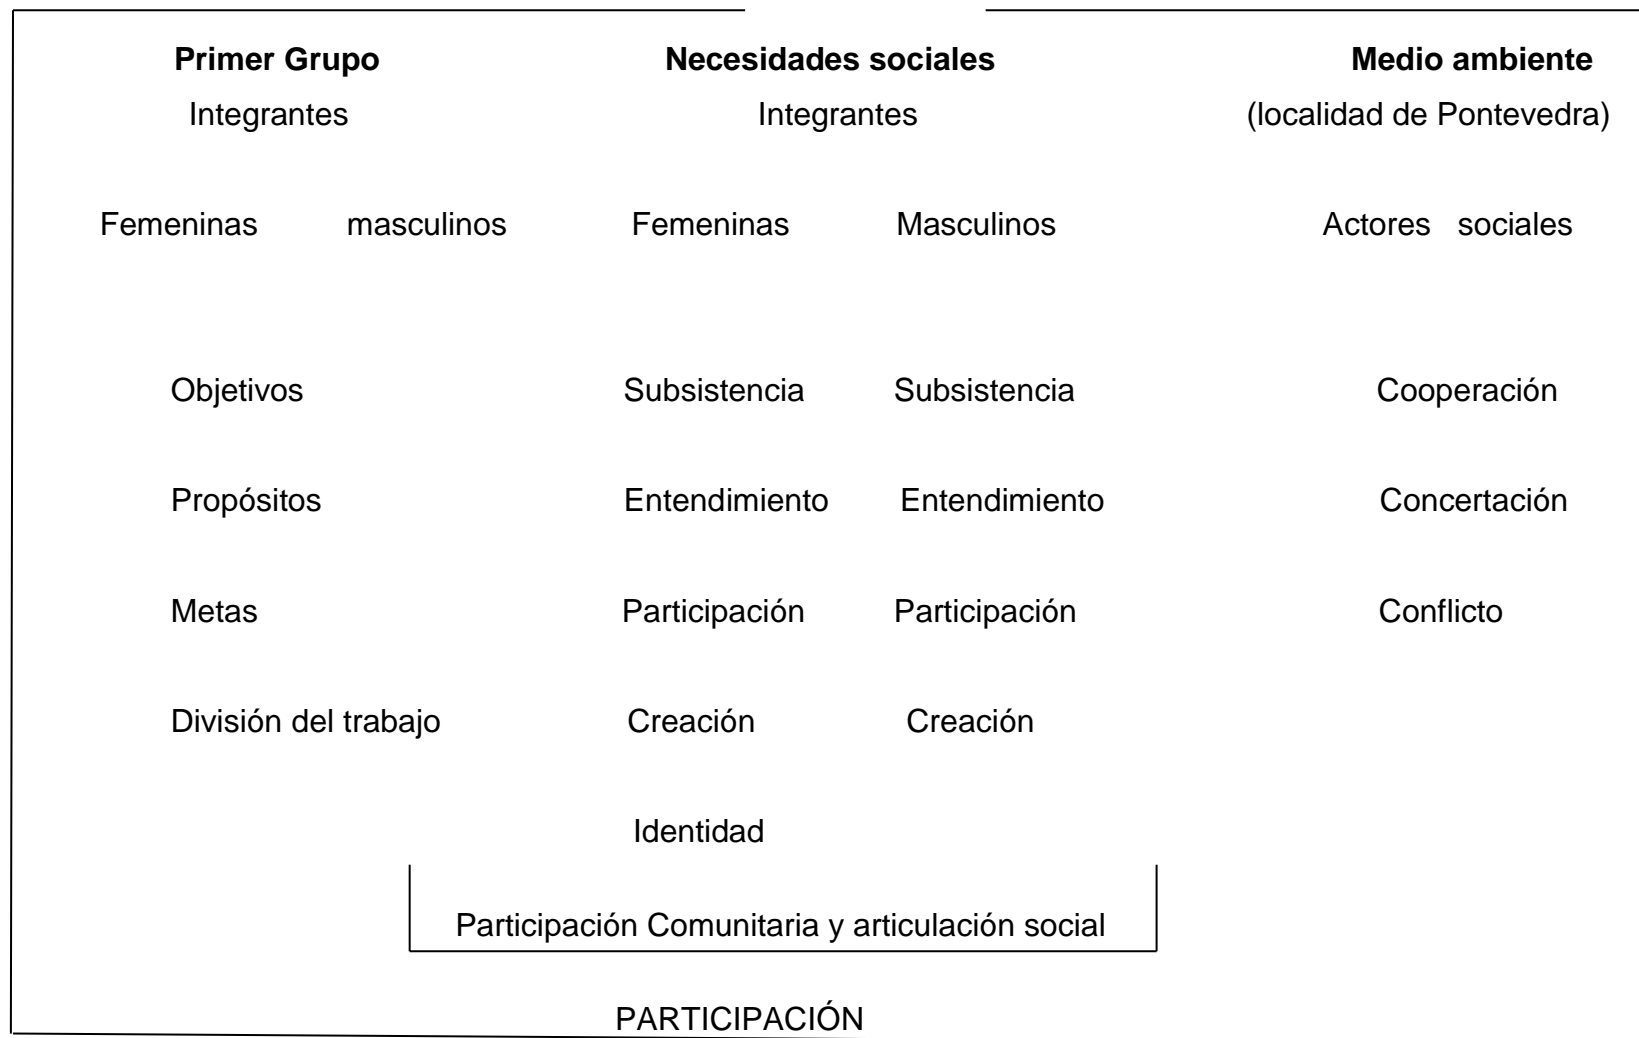 Primer Grupo Necesidades sociales Medio ambiente
Integrantes Integrantes (localidad de Pontevedra)
Femeninas masculinos Femeninas Masculinos Actores sociales
Objetivos Subsistencia Subsistencia Cooperación
Propósitos Entendimiento Entendimiento Concertación
Metas Participación Participación Conflicto
División del trabajo Creación Creación
Identidad
Participación Comunitaria y articulación social
PARTICIPACIÓN